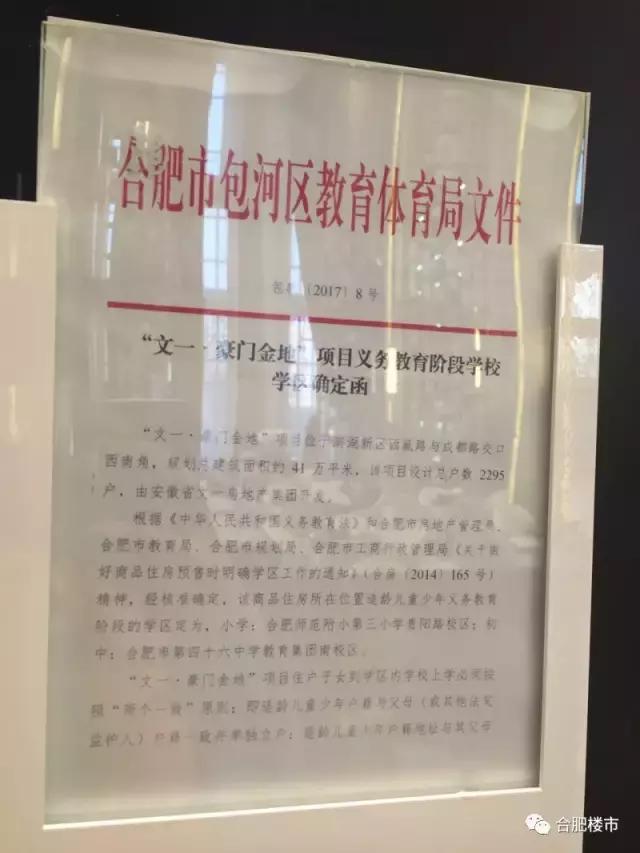 合肥市包河区教育体育局文件
包教〔2017〕8号
“文一·豪门金地”项目义务教育阶段学校
学区确定函
“文一·豪门金地”项目位于滨湖新区西藏路与成都路交口
西南角，规划总建筑面积约41万平米，该项目设计总户数2295
户，由安徽省文一房地产集团开发。
根据《中华人民共和国义务教育法》和合肥市房地产管理局、
合肥市教育局、合肥市规划局、合肥市工商行政管理局《关于做
好商品住房预售时明确学区工作的通知》（合房〔2014〕165号）
精神，经核准确定，该商品住房所在位置适龄儿童少年义务教育
阶段的学区定为，小学：合肥师范附小第三小学贵阳路校区；初
中：合肥市第四十六中学教育集团南校区。
“文一·豪门金地”项目住户子女到学区内学校上学必须按
照“两个一致”原则：即适龄儿童少年户籍与父母（或其他法定
监护人）户籍一致并单独立户；适龄儿童少年户籍地址与其父母
合肥楼市